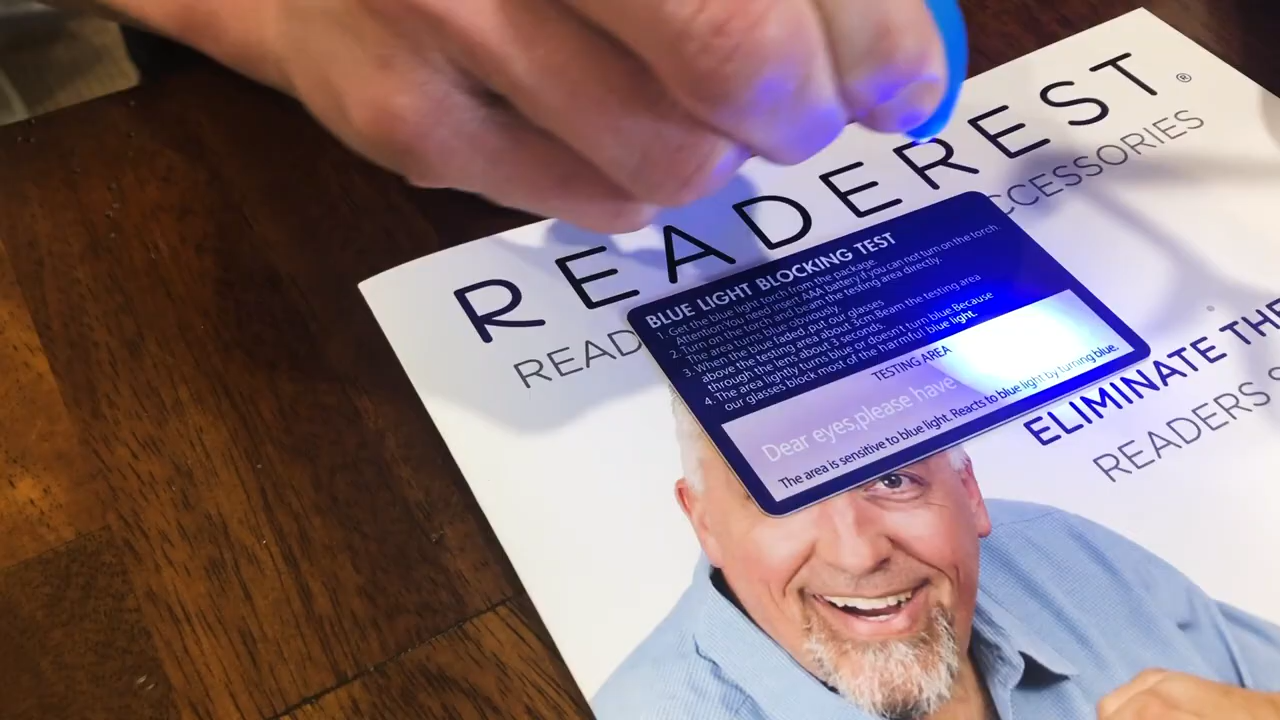 READEREST®
READ CCESSORIES
BLUE LIGHT BLOCKING TEST
1. Get the blue light torch from the package.
Attention:You need insert AAA battery if you can not turn on the torch.
2. Turn on the torch and beam the testing area directly.
The area turns blue obviously.
3. When the blue faded out,our glasses
above the testing area about 3cm.Beam the testing area
through the lens about 3 seconds.
4. The area lightly turns blue or doesn't turn blue.Because
our glasses block most of the harmful blue light.
TESTING AREA
Dear eyes,please have
The area is sensitive to blue light. Reacts to blue light by turning blue.
ELIMINATE THE
READERS S